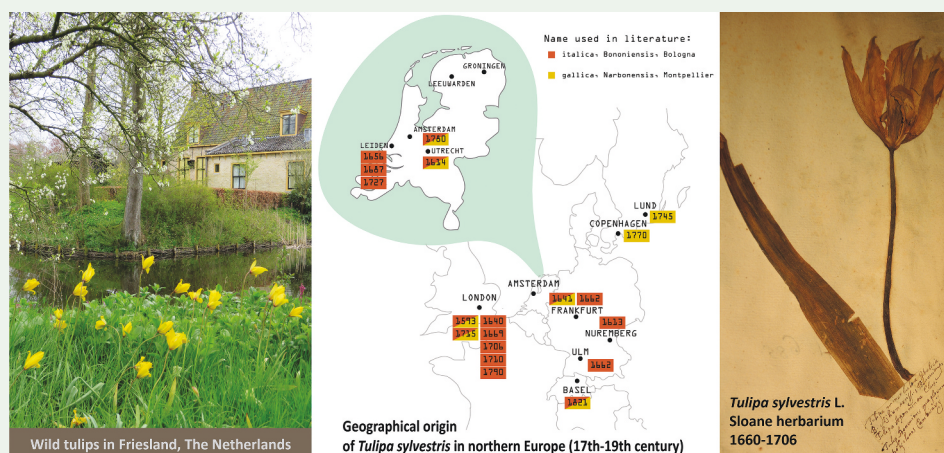 Wild tulips in Friesland, The Netherlands
Name used in literature:
italica, Bononiensis, Bologna
gallica, Narbonensis, Montpellier
GRONINGEN
LEEUWARDEN
AMSTERDAM
1780
LEIDEN
UTRECHT
1656
1634
1687
1727
LUND
1745
COPENHAGEN
1770
AMSTERDAM
LONDON
1641 1662
FRANKFURT
1593 1640
1715 1669
1706
1710
1790
1613
NUREMBERG
ULM
1662
BASEL
1821
Geographical origin
of Tulipa sylvestris in northern Europe (17th-19th century)
Tulipa sylvestris L.
Sloane herbarium
1660-1706